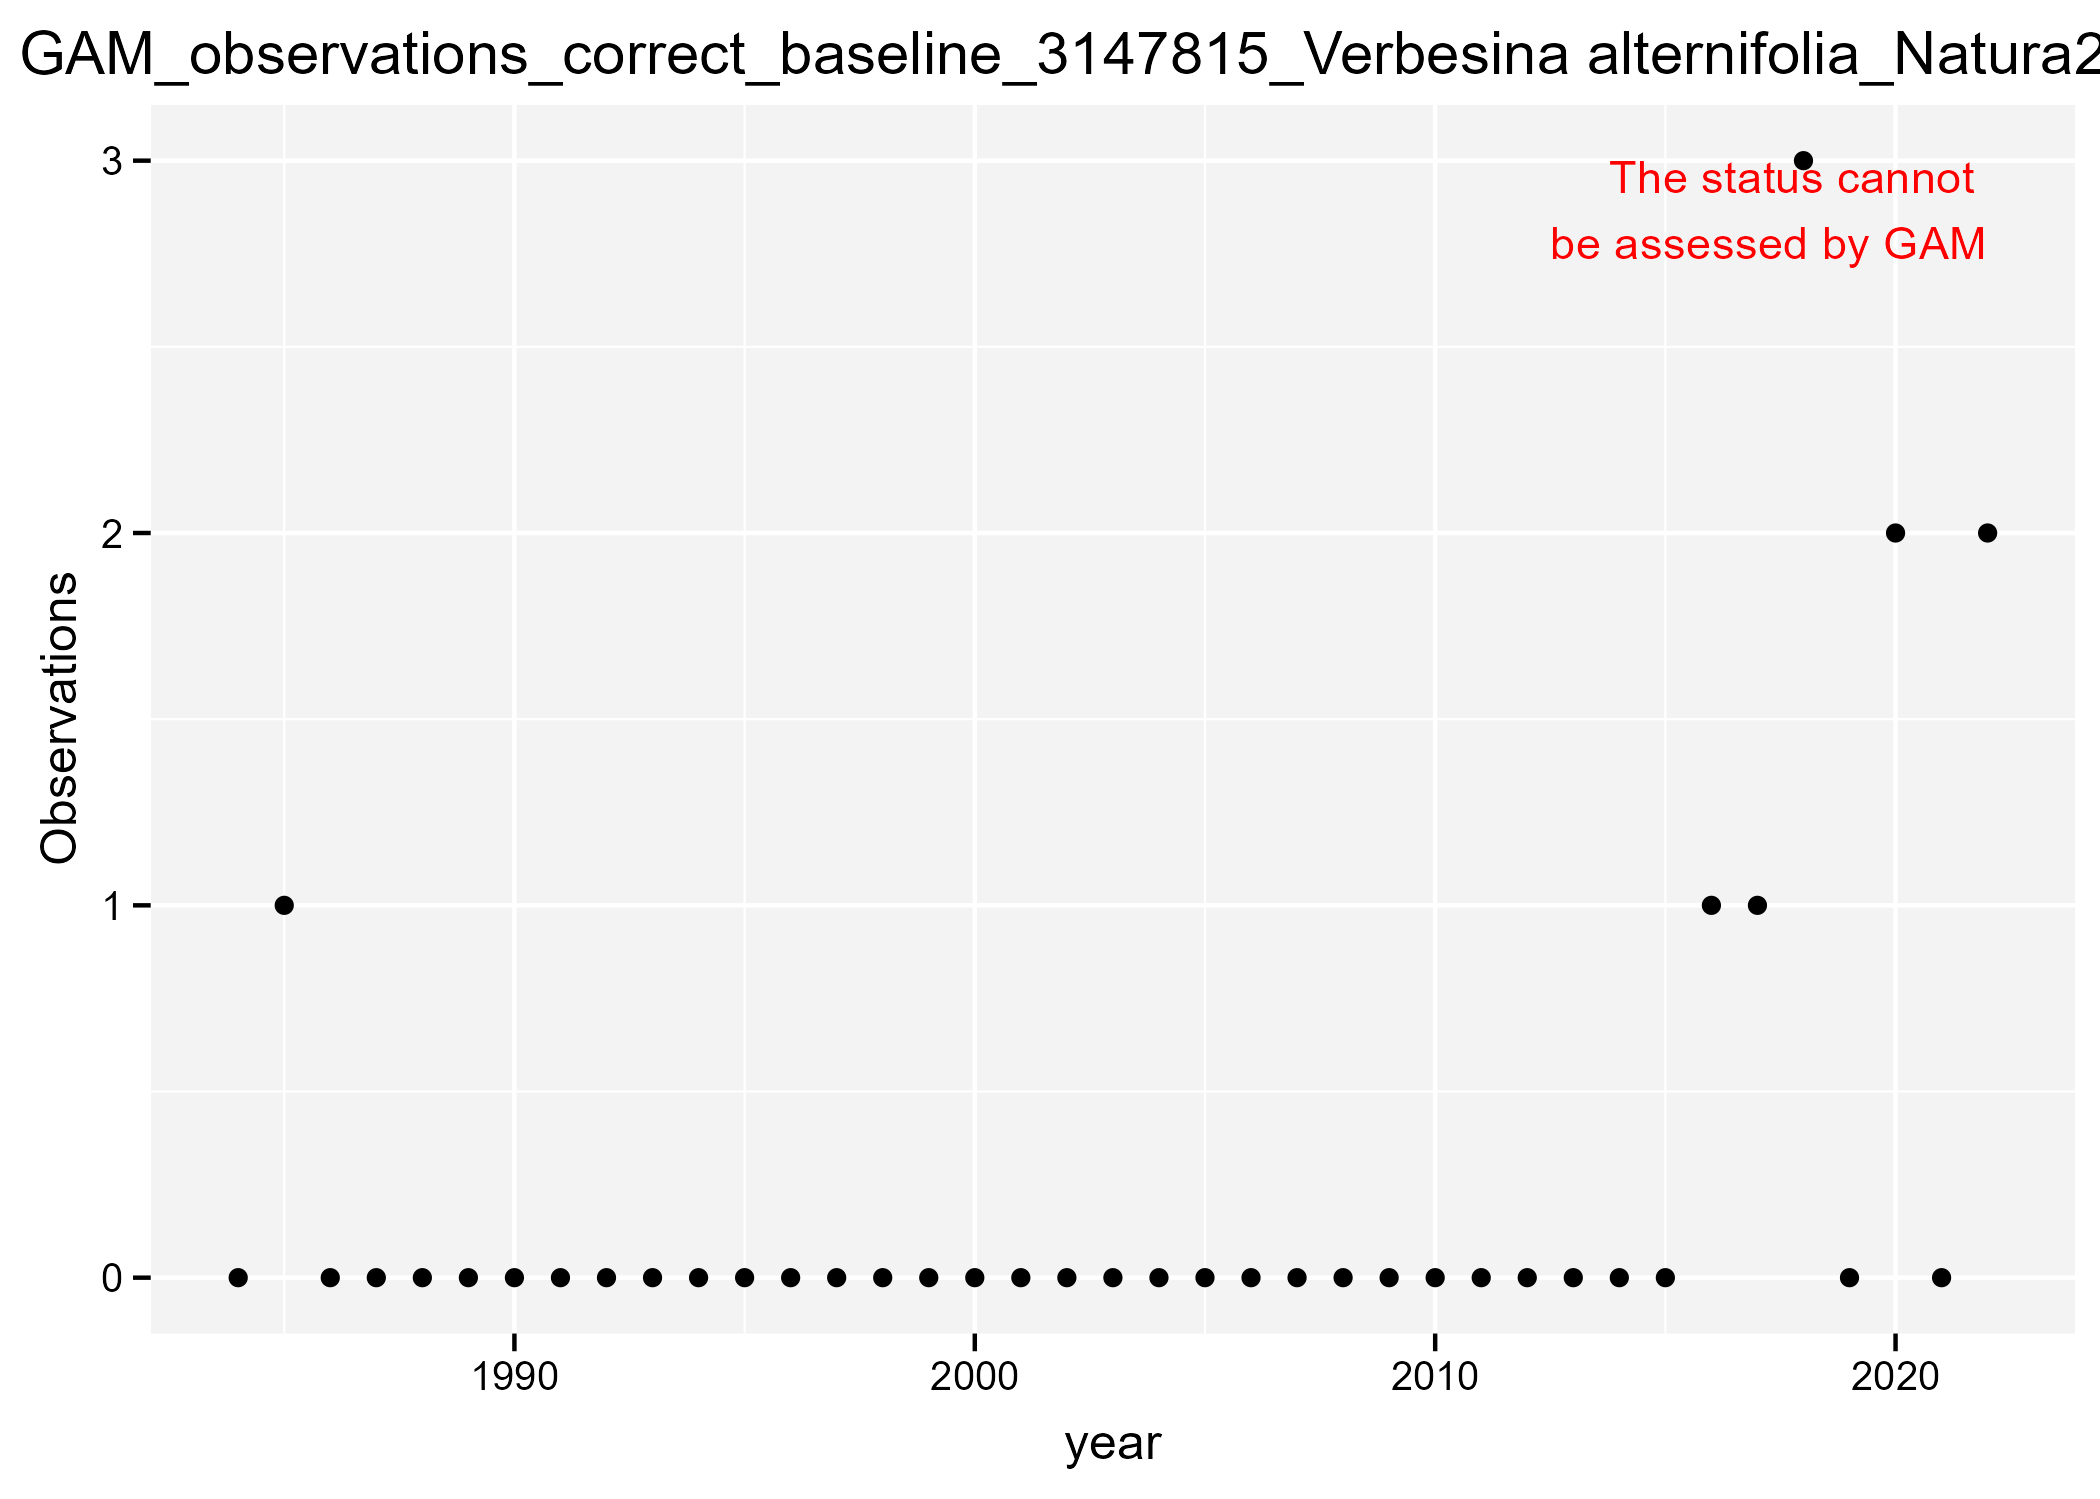 GAM_observations_correct_baseline_3147815_Verbesina alternifolia_Natura2
3
The status cannot
be assessed by GAM
2
Observations
1
0
1990 2000 2010 2020
year